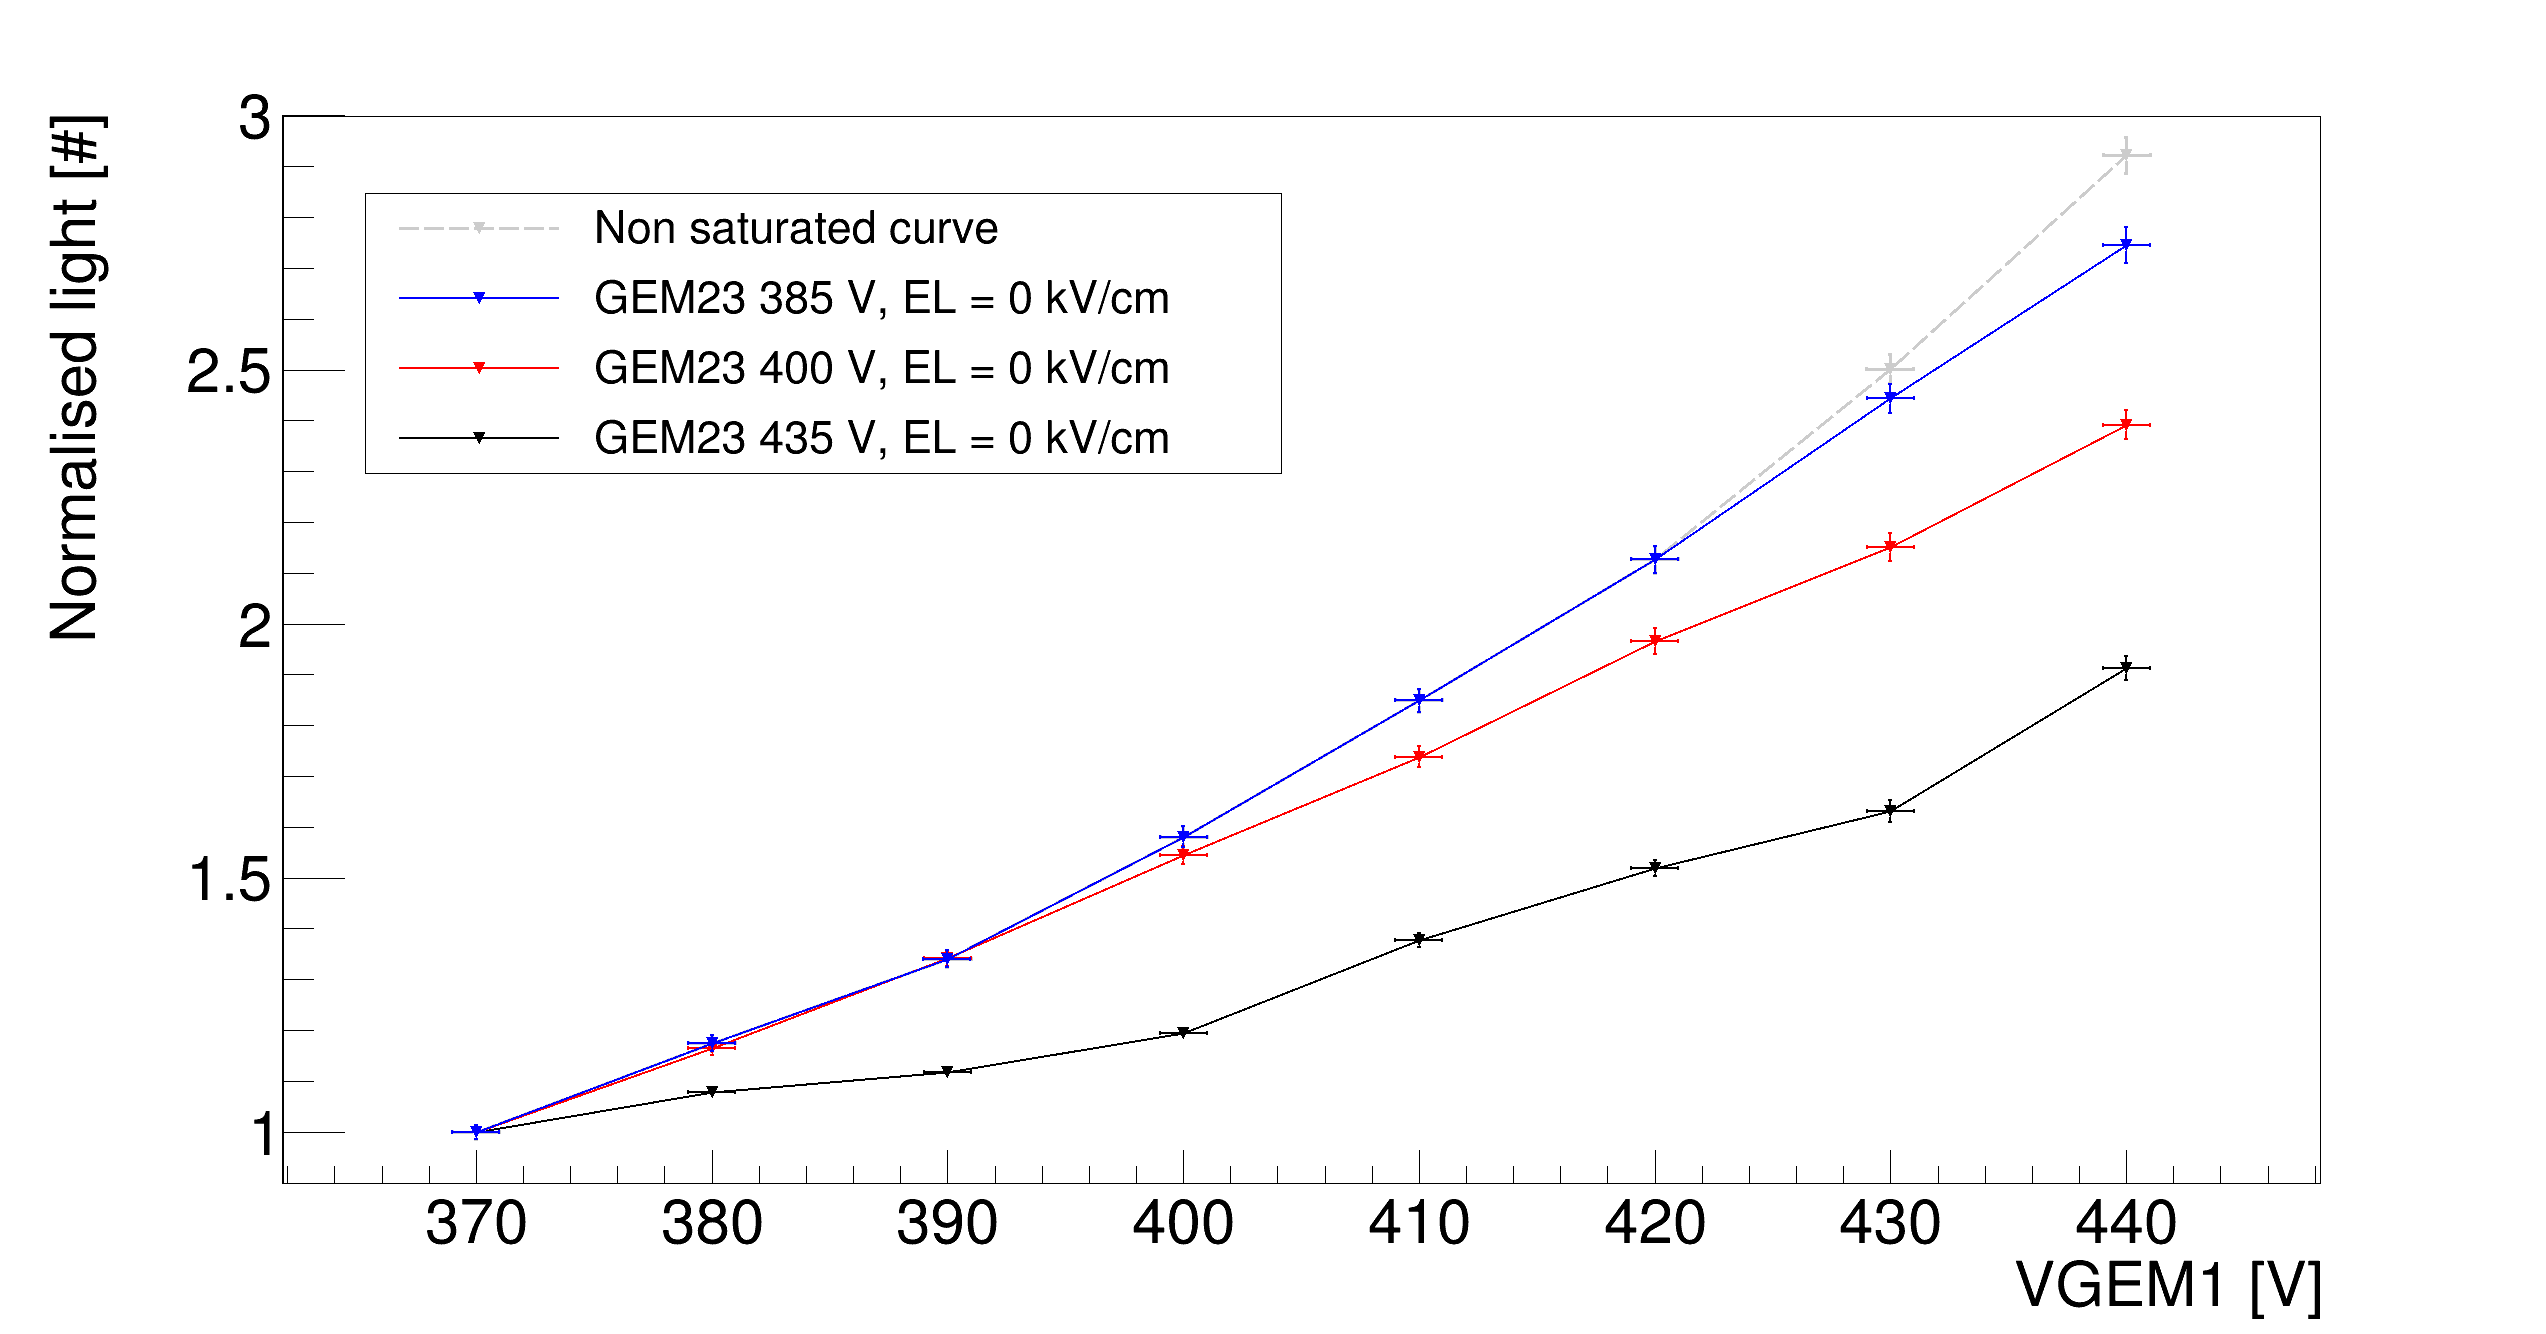 Normalised light [#]
3
2.5
2
1.5
1
Non saturated curve
GEM23 385 V, EL = 0 kV/cm
GEM23 400 V, EL = 0 kV/cm
GEM23 435 V, EL = 0 kV/cm
370 380 390 400 410 420 430 440
VGEM1 [V]